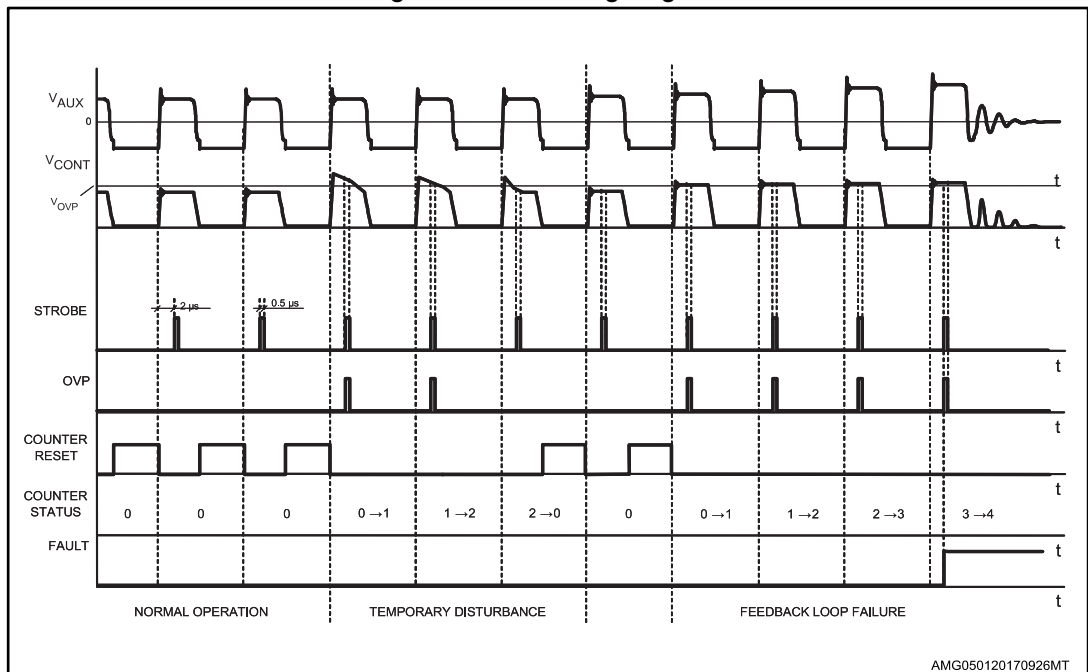 V_AUX
0
V_CONT
t
V_OVP
t
STROBE
2 µs
0.5 µs
t
OVP
t
COUNTER
RESET
t
COUNTER
STATUS
0
0
0
0 →1
1 →2
2 →0
0
0 →1
1 →2
2 →3
3 →4
FAULT
t
t
NORMAL OPERATION
TEMPORARY DISTURBANCE
FEEDBACK LOOP FAILURE
AMG050120170926MT